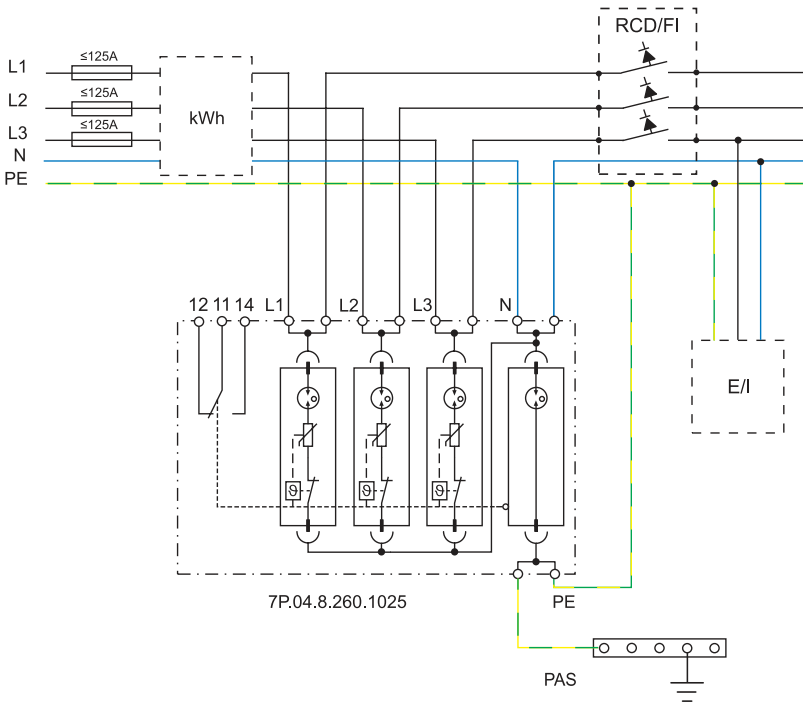 RCD/FI
L1
≤125A
L2
≤125A
kWh
L3
≤125A
N
PE
12 11 14 L1 L2 L3 N
E/I
ϑ ϑ ϑ
7P.04.8.260.1025
PE
PAS